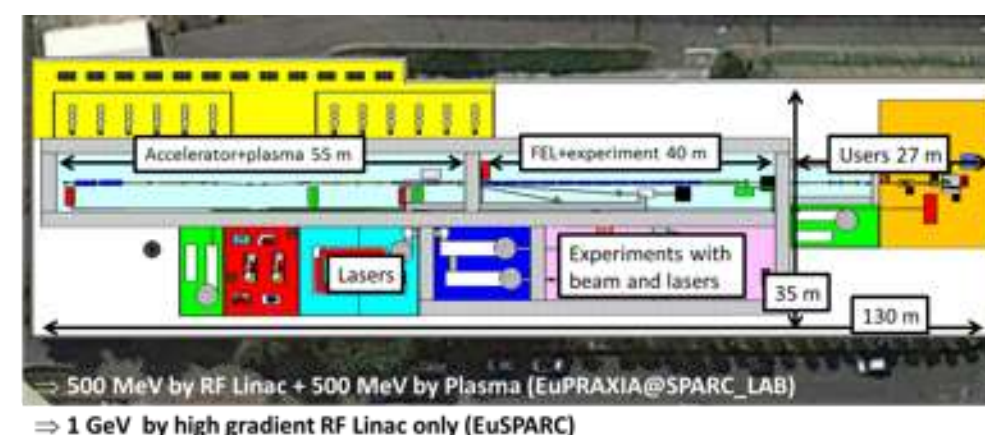 Accelerator+plasma 55 m
FEL+experiment 40 m
Users 27 m
Lasers
Experiments with
beam and lasers
35 m
130 m
⇒ 500 MeV by RF Linac + 500 MeV by Plasma (EuPRAXIA@SPARC_LAB)
⇒ 1 GeV by high gradient RF Linac only (EuSPARC)